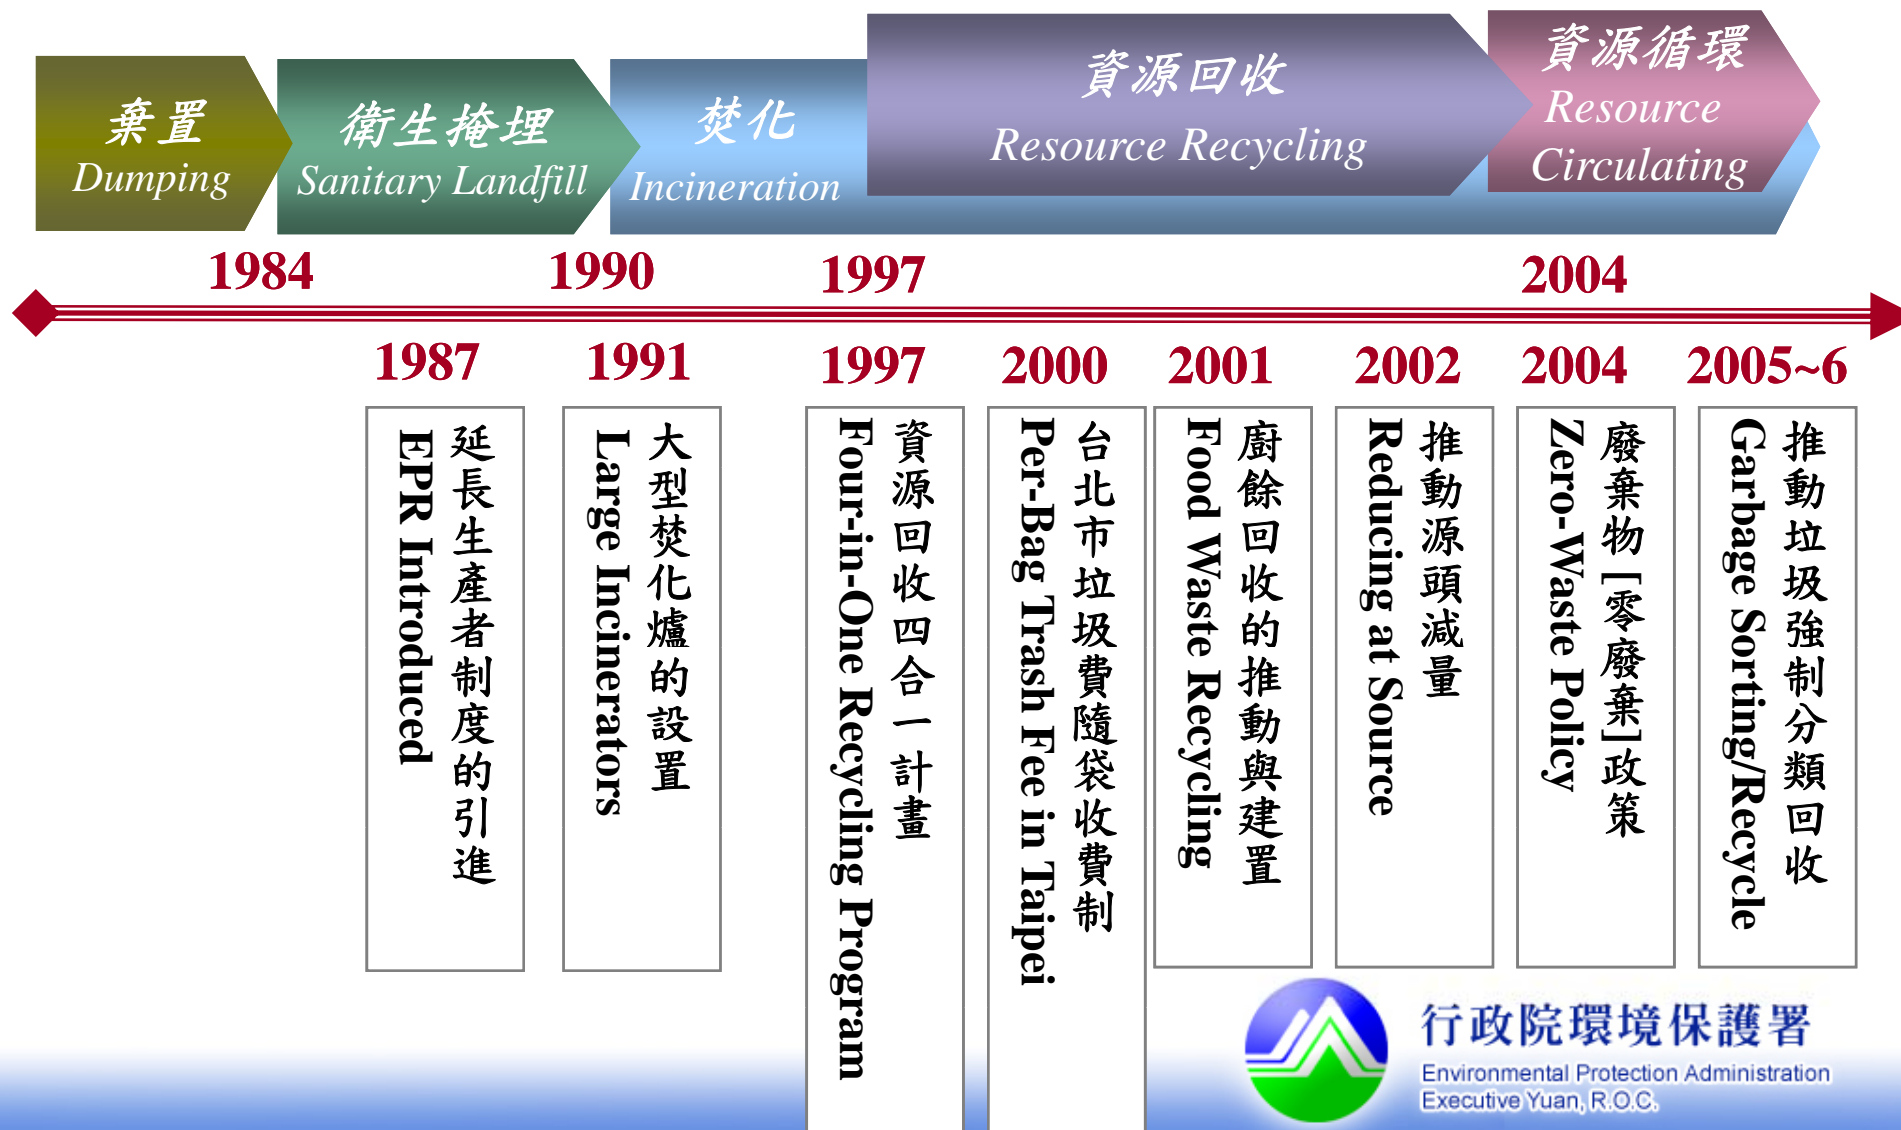 棄置
Dumping
衛生掩埋
Sanitary Landfill
焚化
Incineration
資源回收
Resource Recycling
資源循環
Resource
Circulating
1984
1990
1997
2004
1987
1991
1997
2000
2001
2002
2004
2005~6
延長生產者制度的引進
EPR Introduced
大型焚化爐的設置
Large Incinerators
資源回收四合一計畫
Four-in-One Recycling Program
台北市垃圾費隨袋收費制
Per-Bag Trash Fee in Taipei
廚餘回收的推動與建置
Food Waste Recycling
推動源頭減量
Reducing at Source
廢棄物[零廢棄]政策
Zero-Waste Policy
推動垃圾強制分類回收
Garbage Sorting/Recycle
行政院環境保護署
Environmental Protection Administration
Executive Yuan, R.O.C.